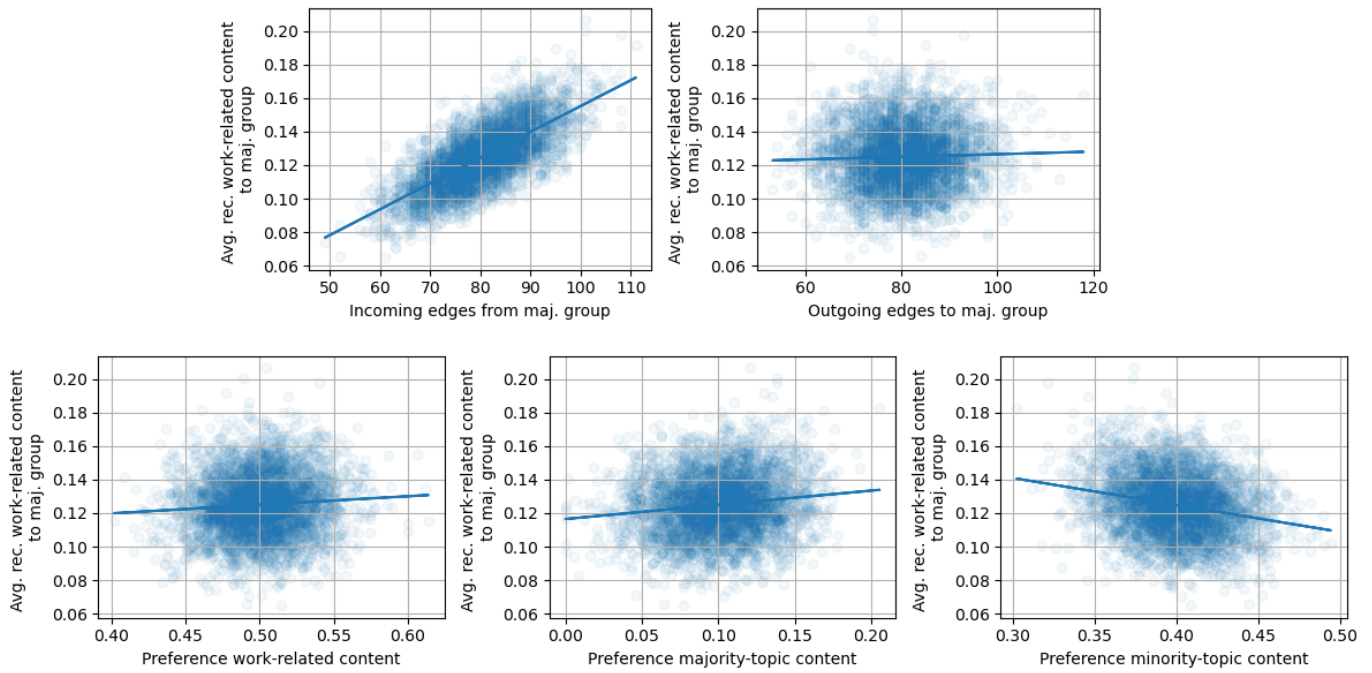 Avg. rec. work-related content
to maj. group
0.20
0.18
0.16
0.14
0.12
0.10
0.08
0.06
50 60 70 80 90 100 110
Incoming edges from maj. group
Avg. rec. work-related content
to maj. group
0.20
0.18
0.16
0.14
0.12
0.10
0.08
0.06
60 80 100 120
Outgoing edges to maj. group
Avg. rec. work-related content
to maj. group
0.20
0.18
0.16
0.14
0.12
0.10
0.08
0.06
0.40 0.45 0.50 0.55 0.60
Preference work-related content
Avg. rec. work-related content
to maj. group
0.20
0.18
0.16
0.14
0.12
0.10
0.08
0.06
0.00 0.05 0.10 0.15 0.20
Preference majority-topic content
Avg. rec. work-related content
to maj. group
0.20
0.18
0.16
0.14
0.12
0.10
0.08
0.06
0.30 0.35 0.40 0.45 0.50
Preference minority-topic content